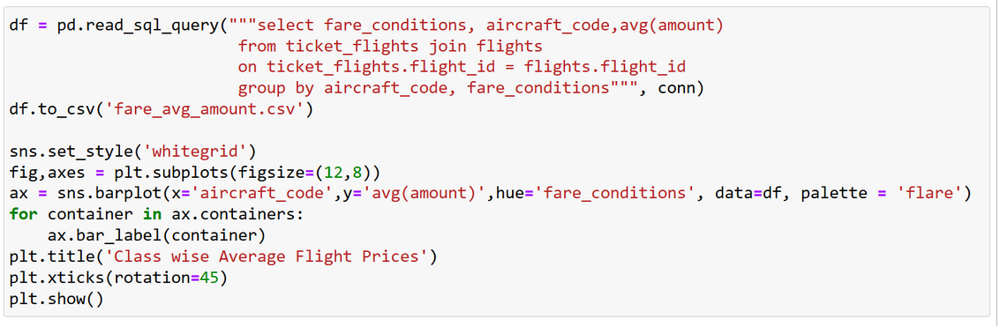 df = pd.read_sql_query("""select fare_conditions, aircraft_code,avg(amount)
                        from ticket_flights join flights
                        on ticket_flights.flight_id = flights.flight_id
                        group by aircraft_code, fare_conditions""", conn)
df.to_csv('fare_avg_amount.csv')

sns.set_style('whitegrid')
fig,axes = plt.subplots(figsize=(12,8))
ax = sns.barplot(x='aircraft_code',y='avg(amount)',hue='fare_conditions', data=df, palette = 'flare')
for container in ax.containers:
    ax.bar_label(container)
plt.title('Class wise Average Flight Prices')
plt.xticks(rotation=45)
plt.show()